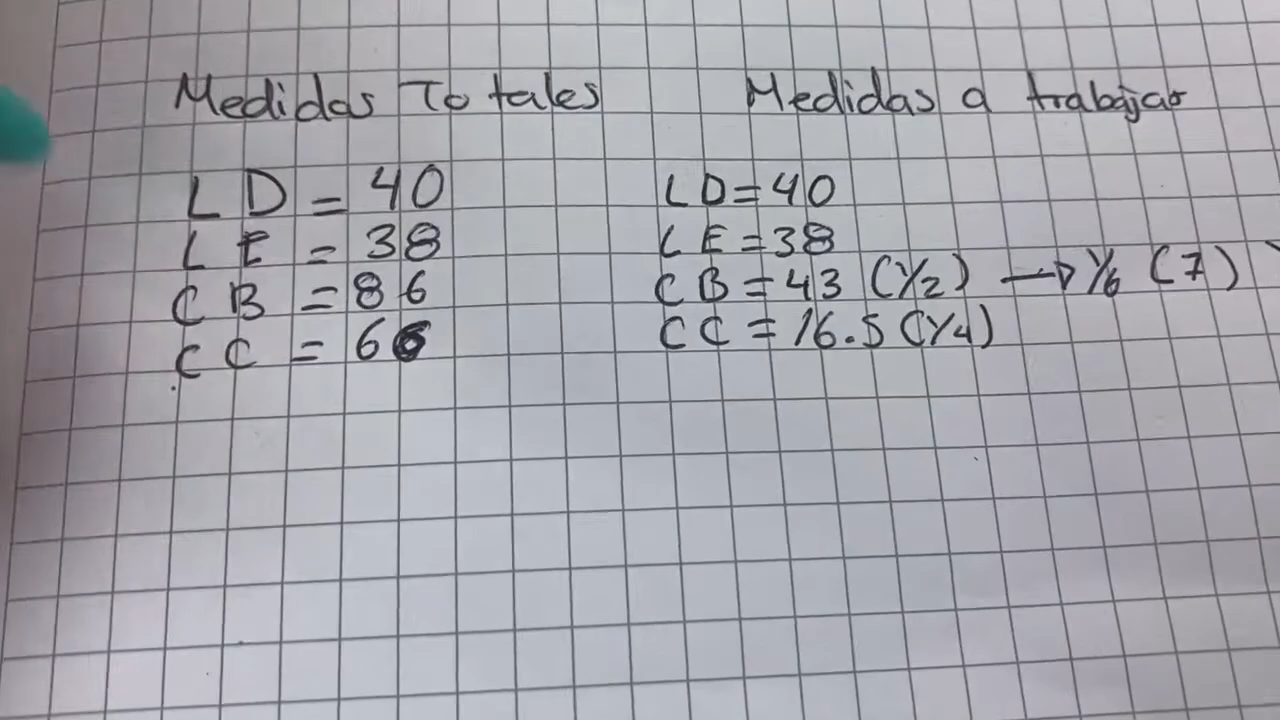 Medidas Totales
LD = 40
LE = 38
CB = 86
CC = 66
Medidas a trabajar
LD = 40
LE = 38
CB = 43 (1/2) → 1/6 (7)
CC = 16.5 (1/4)